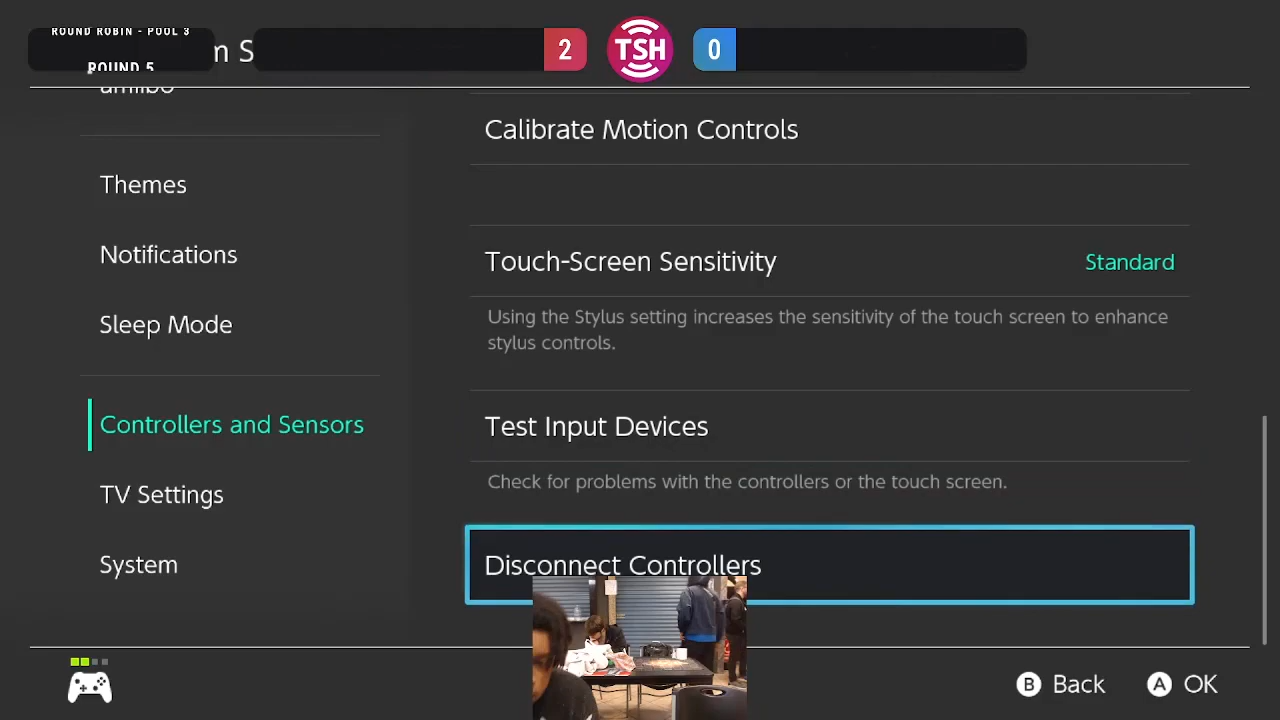 ROUND ROBIN - POOL 3
ROUND 5
m S
2
TSH
0
amiibo
Themes
Notifications
Sleep Mode
Controllers and Sensors
TV Settings
System
Calibrate Motion Controls
Touch-Screen Sensitivity Standard
Using the Stylus setting increases the sensitivity of the touch screen to enhance
stylus controls.
Test Input Devices
Check for problems with the controllers or the touch screen.
Disconnect Controllers
B Back
A OK